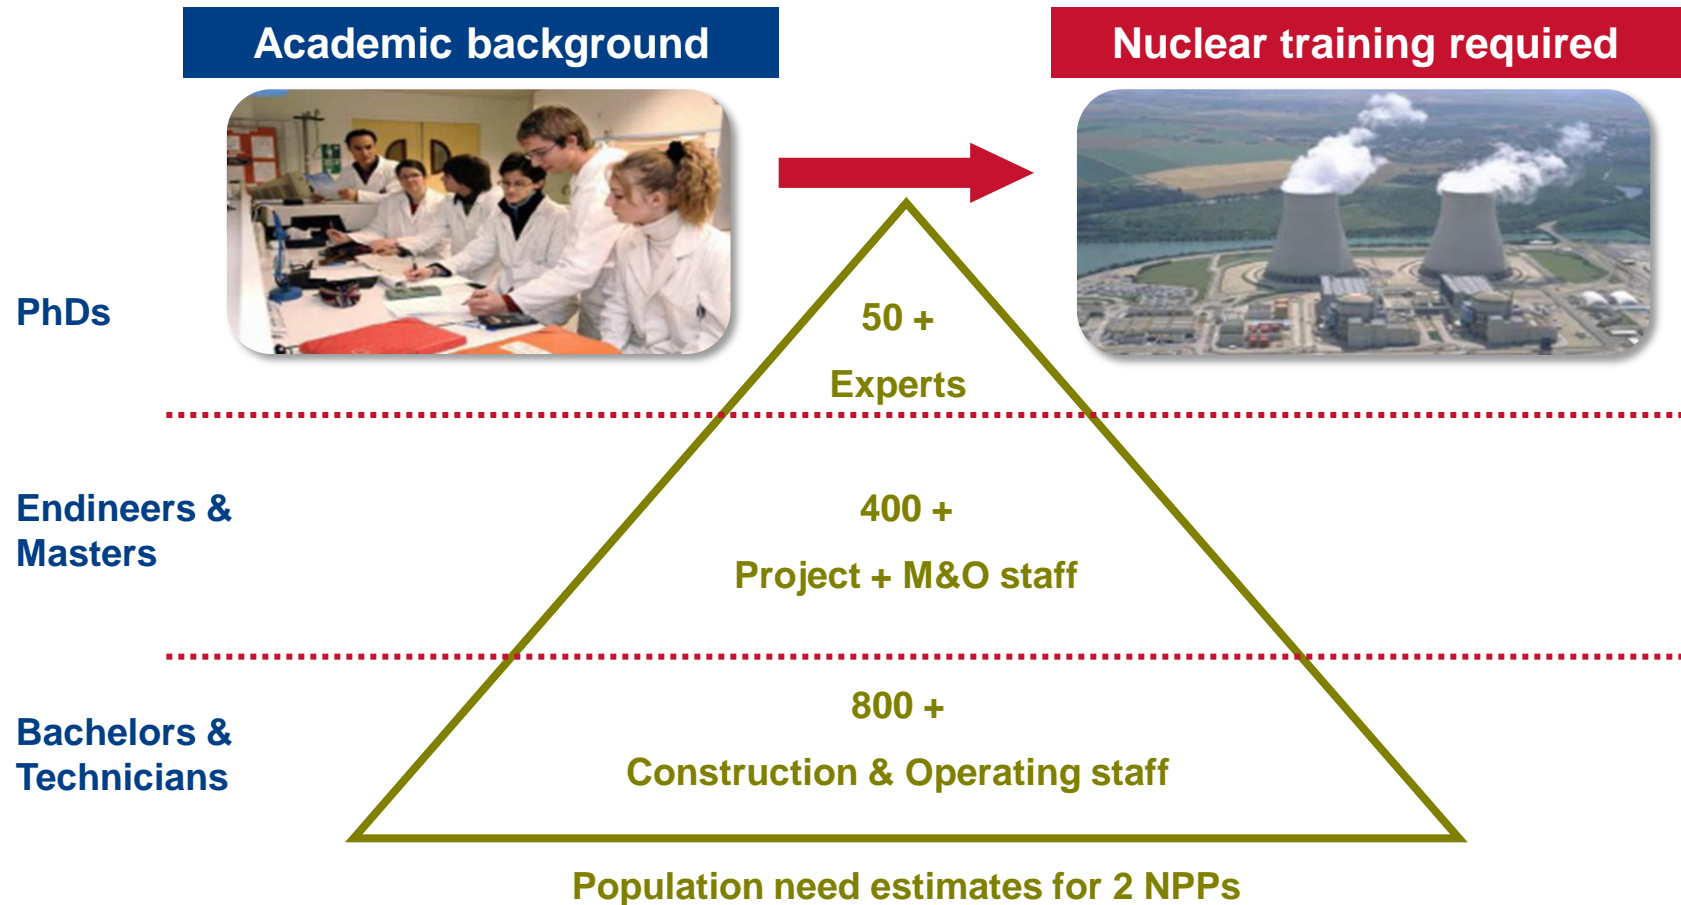 Academic background
Nuclear training required
PhDs
50 +
Experts
Endineers &
Masters
400 +
Project + M&O staff
800 +
Bachelors &
Technicians
Construction & Operating staff
Population need estimates for 2 NPPs